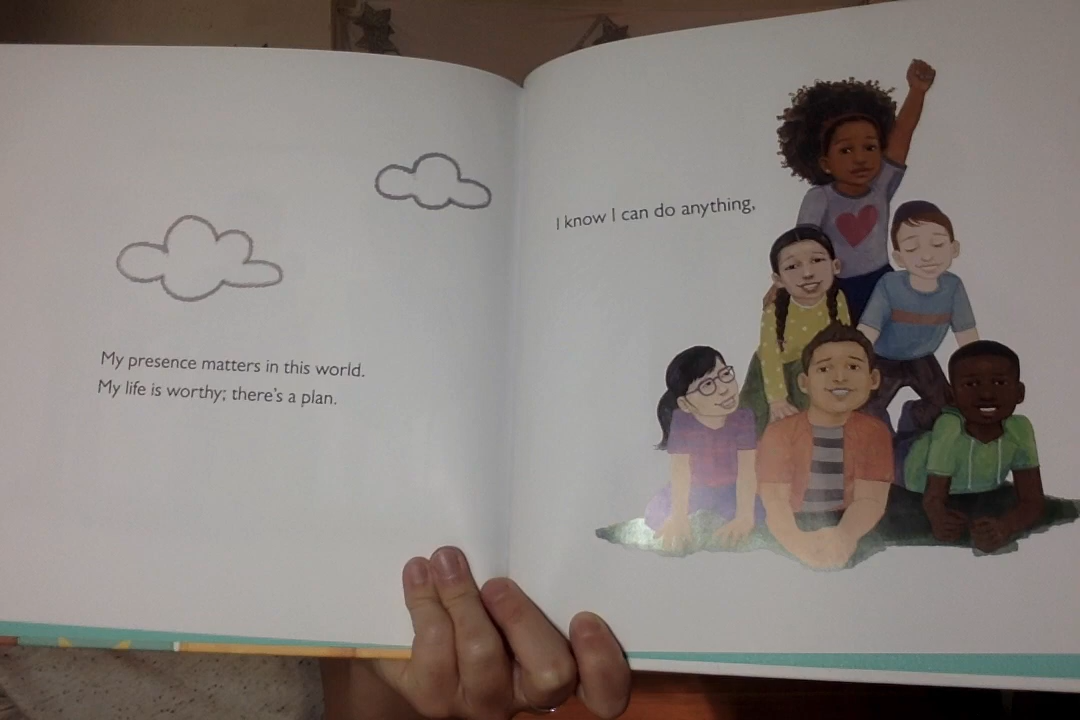 My presence matters in this world.
My life is worthy; there's a plan.
I know I can do anything,